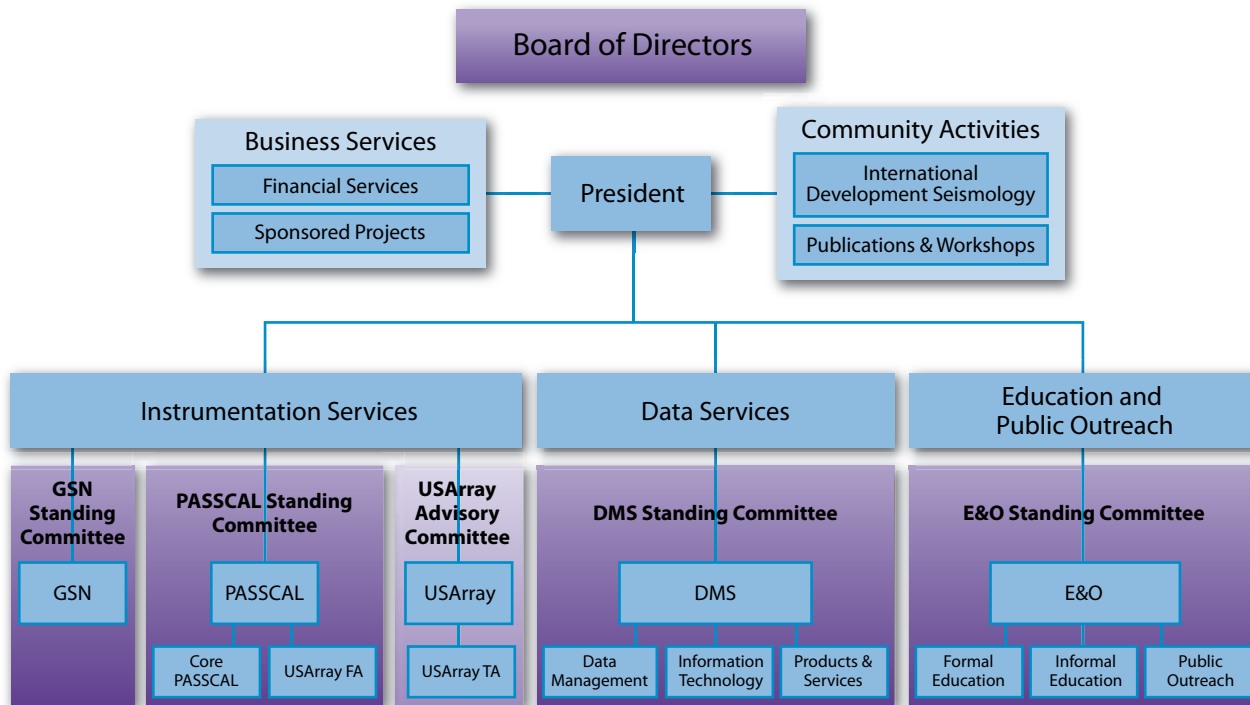 Board of Directors
Business Services
Financial Services
Sponsored Projects
President
Community Activities
International
Development Seismology
Publications & Workshops
Instrumentation Services
Data Services
Education and
Public Outreach
GSN
Standing
Committee
PASSCAL Standing
Committee
USArray
Advisory
Committee
DMS Standing Committee
E&O Standing Committee
GSN
PASSCAL
USArray
DMS
E&O
Core
PASSCAL
USArray FA
USArray TA
Data
Management
Information
Technology
Products &
Services
Formal
Education
Informal
Education
Public
Outreach